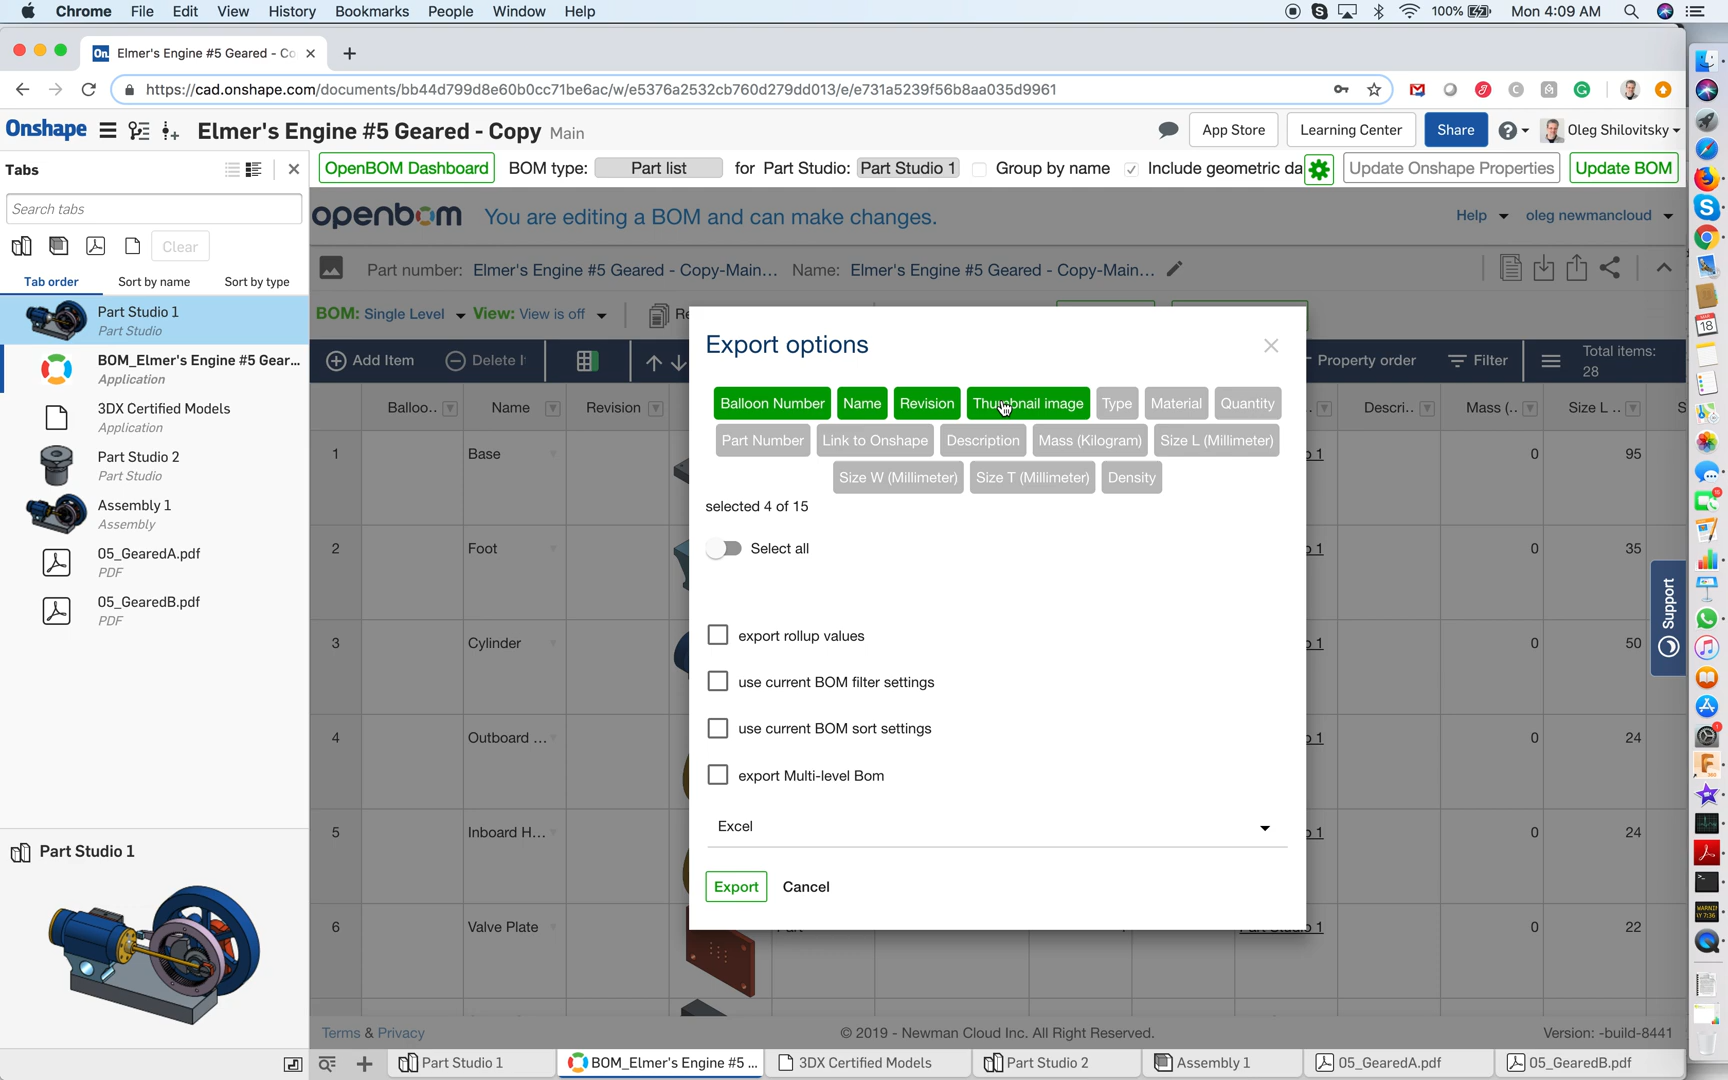 Chrome File Edit View History Bookmarks People Window Help 100% Mon 4:09 AM
On Elmer's Engine #5 Geared - Co
https://cad.onshape.com/documents/bb44d799d8e60b0cc71be6ac/w/e5376a2532cb760d279dd013/e/e731a5239f56b8aa035d9961
Onshape Elmer's Engine #5 Geared - Copy Main App Store Learning Center Share Oleg Shilovitsky
Tabs OpenBOM Dashboard BOM type: Part list for Part Studio: Part Studio 1 Group by name Include geometric da Update Onshape Properties Update BOM
Search tabs
openbom You are editing a BOM and can make changes. Help oleg newmancloud
Clear
Part number: Elmer's Engine #5 Geared - Copy-Main... Name: Elmer's Engine #5 Geared - Copy-Main...
Tab order Sort by name Sort by type
BOM: Single Level View: View is off Re
Part Studio 1
Part Studio
BOM_Elmer's Engine #5 Gear...
Application
3DX Certified Models
Application
Part Studio 2
Part Studio
Assembly 1
Assembly
05_GearedA.pdf
PDF
05_GearedB.pdf
PDF
Part Studio 1
Add Item Delete I Property order Filter Total items:
28
Balloo.. Name Revision Descri.. Mass (.. Size L .. S
1 Base 0 95
2 Foot 0 35
3 Cylinder 0 50
4 Outboard ... 0 24
5 Inboard H... 0 24
6 Valve Plate 0 22
Export options
Balloon Number Name Revision Thumbnail image Type Material Quantity
Part Number Link to Onshape Description Mass (Kilogram) Size L (Millimeter)
Size W (Millimeter) Size T (Millimeter) Density
selected 4 of 15
Select all
export rollup values
use current BOM filter settings
use current BOM sort settings
export Multi-level Bom
Excel
Export Cancel
Support
Terms & Privacy © 2019 - Newman Cloud Inc. All Right Reserved. Version: -build-8441
Part Studio 1 BOM_Elmer's Engine #5 ... 3DX Certified Models Part Studio 2 Assembly 1 05_GearedA.pdf 05_GearedB.pdf